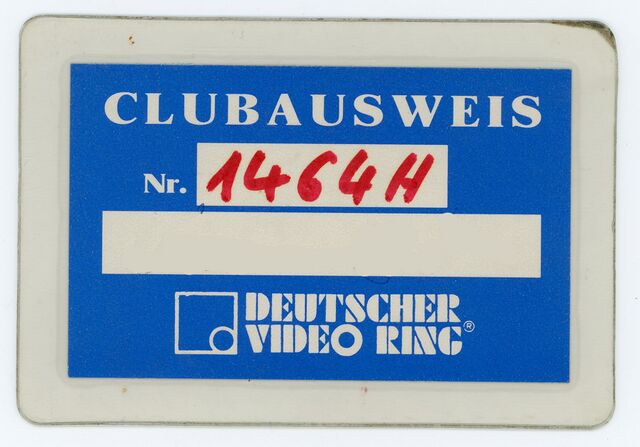 CLUBAUSWEIS
Nr. 1464H
DEUTSCHER
VIDEO RING®